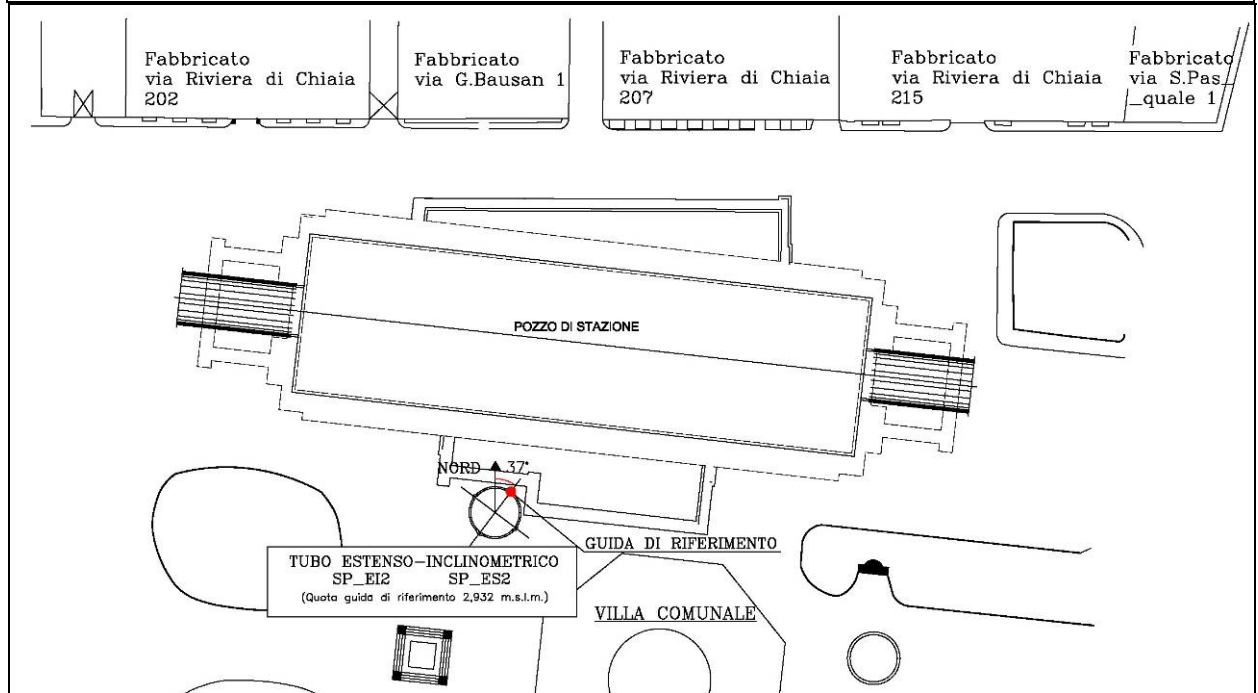 Fabbricato
via Riviera di Chiaia
202
Fabbricato
via G.Bausan 1
Fabbricato
via Riviera di Chiaia
207
Fabbricato
via Riviera di Chiaia
215
Fabbricato
via S.Pas_
_quale 1
POZZO DI STAZIONE
NORD 37°
GUIDA DI RIFERIMENTO
TUBO ESTENSO-INCLINOMETRICO
SP_EI2 SP_ES2
(Quota guida di riferimento 2,932 m.s.l.m.)
VILLA COMUNALE